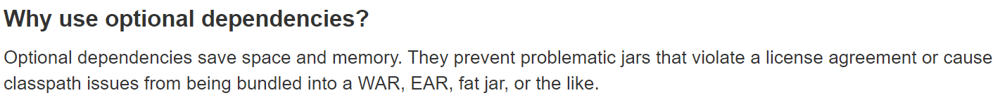 Why use optional dependencies?
Optional dependencies save space and memory. They prevent problematic jars that violate a license agreement or cause
classpath issues from being bundled into a WAR, EAR, fat jar, or the like.